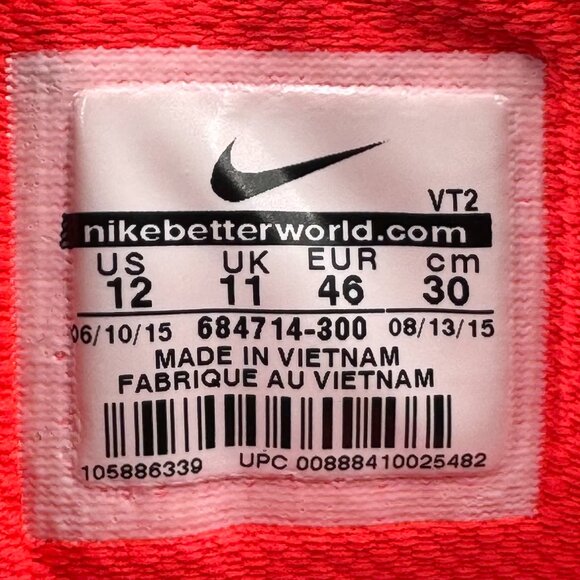 VT2
nikebetterworld.com
US UK EUR cm
12 11 46 30
06/10/15 684714-300 08/13/15
MADE IN VIETNAM
FABRIQUE AU VIETNAM
105886339 UPC 00888410025482